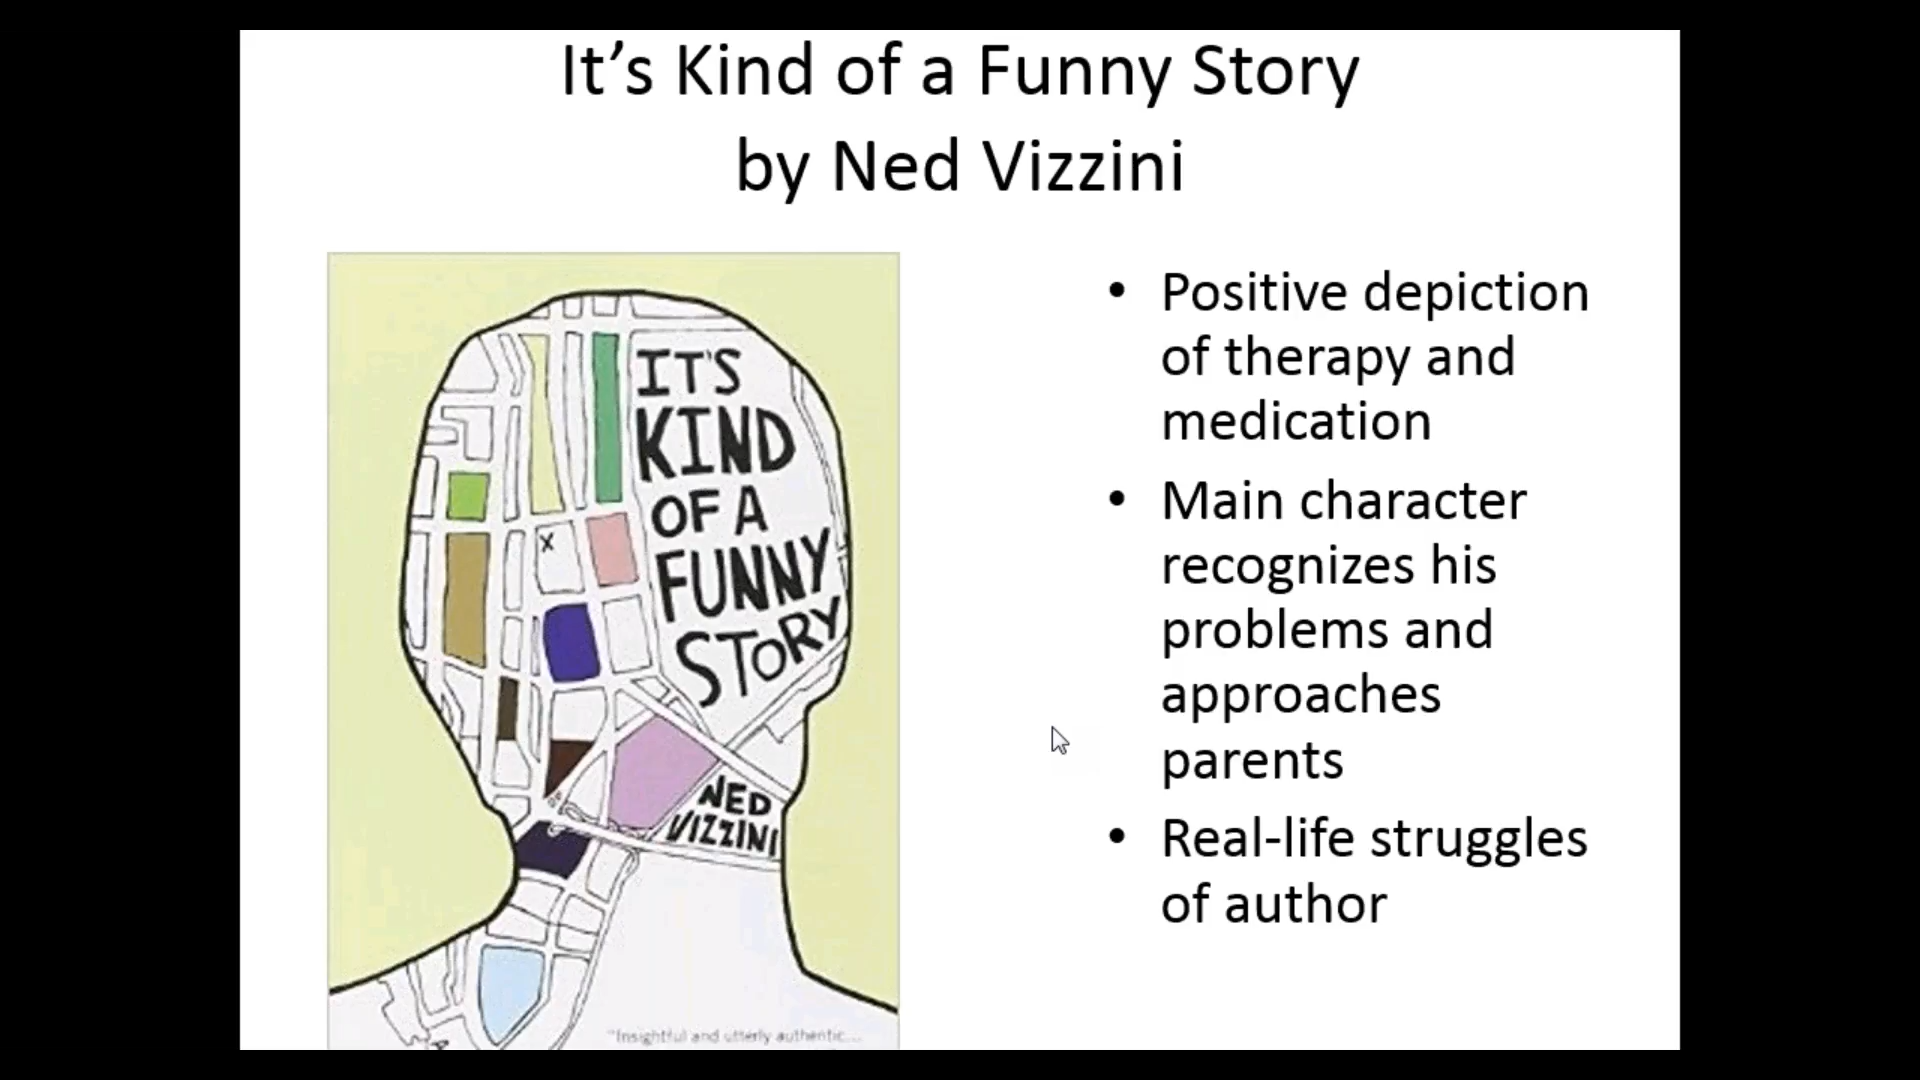 It's Kind of a Funny Story
by Ned Vizzini
IT'S
KIND
OF A
FUNNY
STORY
X
NED
VIZZINI
"Insightful and utterly authentic...
• Positive depiction
of therapy and
medication
• Main character
recognizes his
problems and
approaches
parents
• Real-life struggles
of author